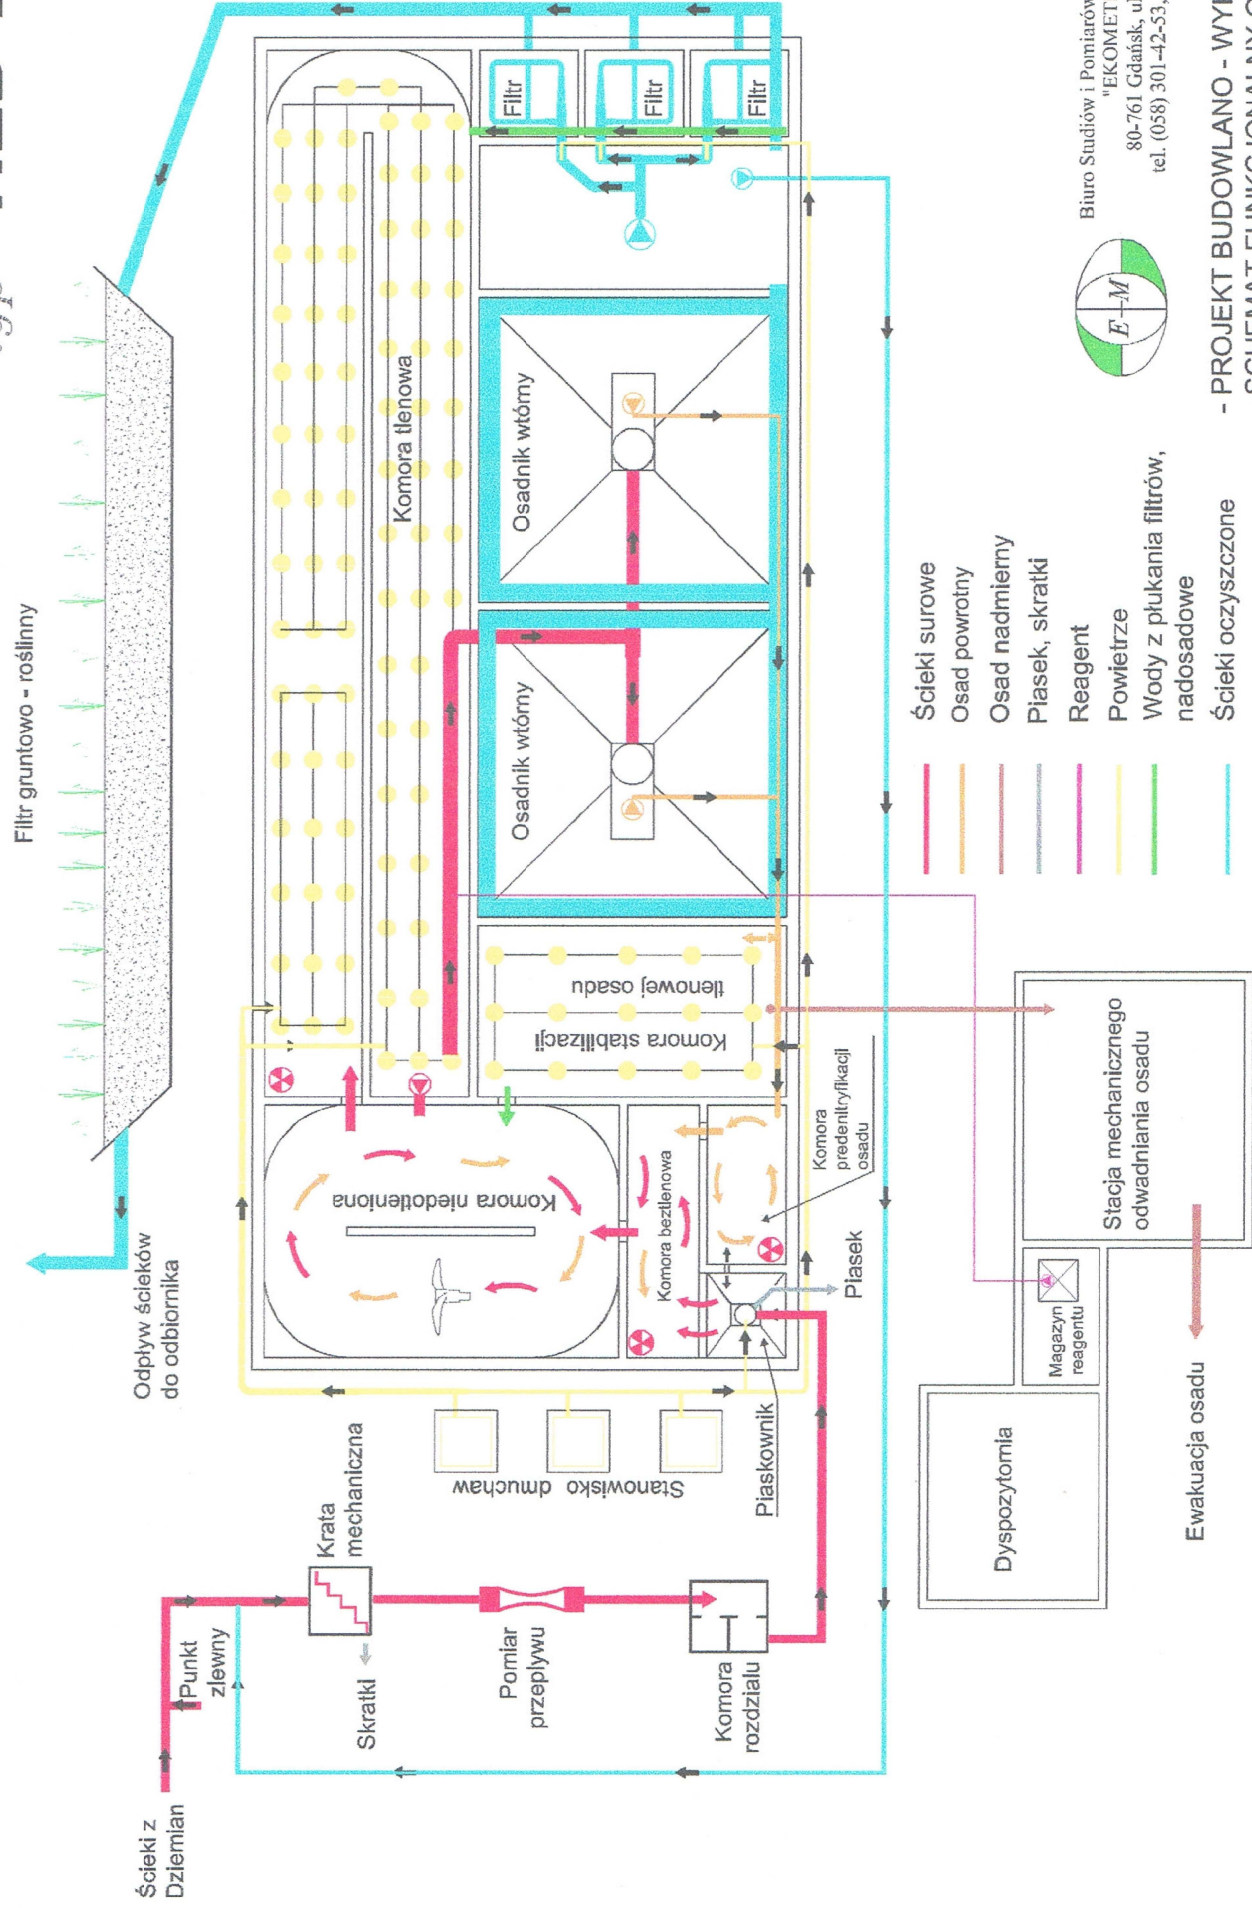 Filtr gruntowo - roślinny
Odpływ ścieków
do odbiornika
Ścieki z
Dziemian
Punkt
zlewny
Krata
mechaniczna
Skratki
Pomiar
przepływu
Komora
rozdziału
Stanowisko dmuchaw
Piaskownik
Piasek
Komora niedotleniona
Komora beztlenowa
Komora
predenitryfikacji
osadu
Komora stabilizacji
tlenowej osadu
Komora tlenowa
Osadnik wtórny
Osadnik wtórny
Filtr
Filtr
Filtr
Dyspozytornia
Magazyn
reagentu
Stacja mechanicznego
odwadniania osadu
Ewakuacja osadu
Ścieki surowe
Osad powrotny
Osad nadmierny
Piasek, skratki
Reagent
Powietrze
Wody z płukania filtrów,
nadosadowe
Ścieki oczyszczone
E-M
Biuro Studiów i Pomiarów
"EKOMET
80-761 Gdańsk, ul
tel. (058) 301-42-53,
- PROJEKT BUDOWLANO - WY
SCHEMAT FUNKCJONALNY